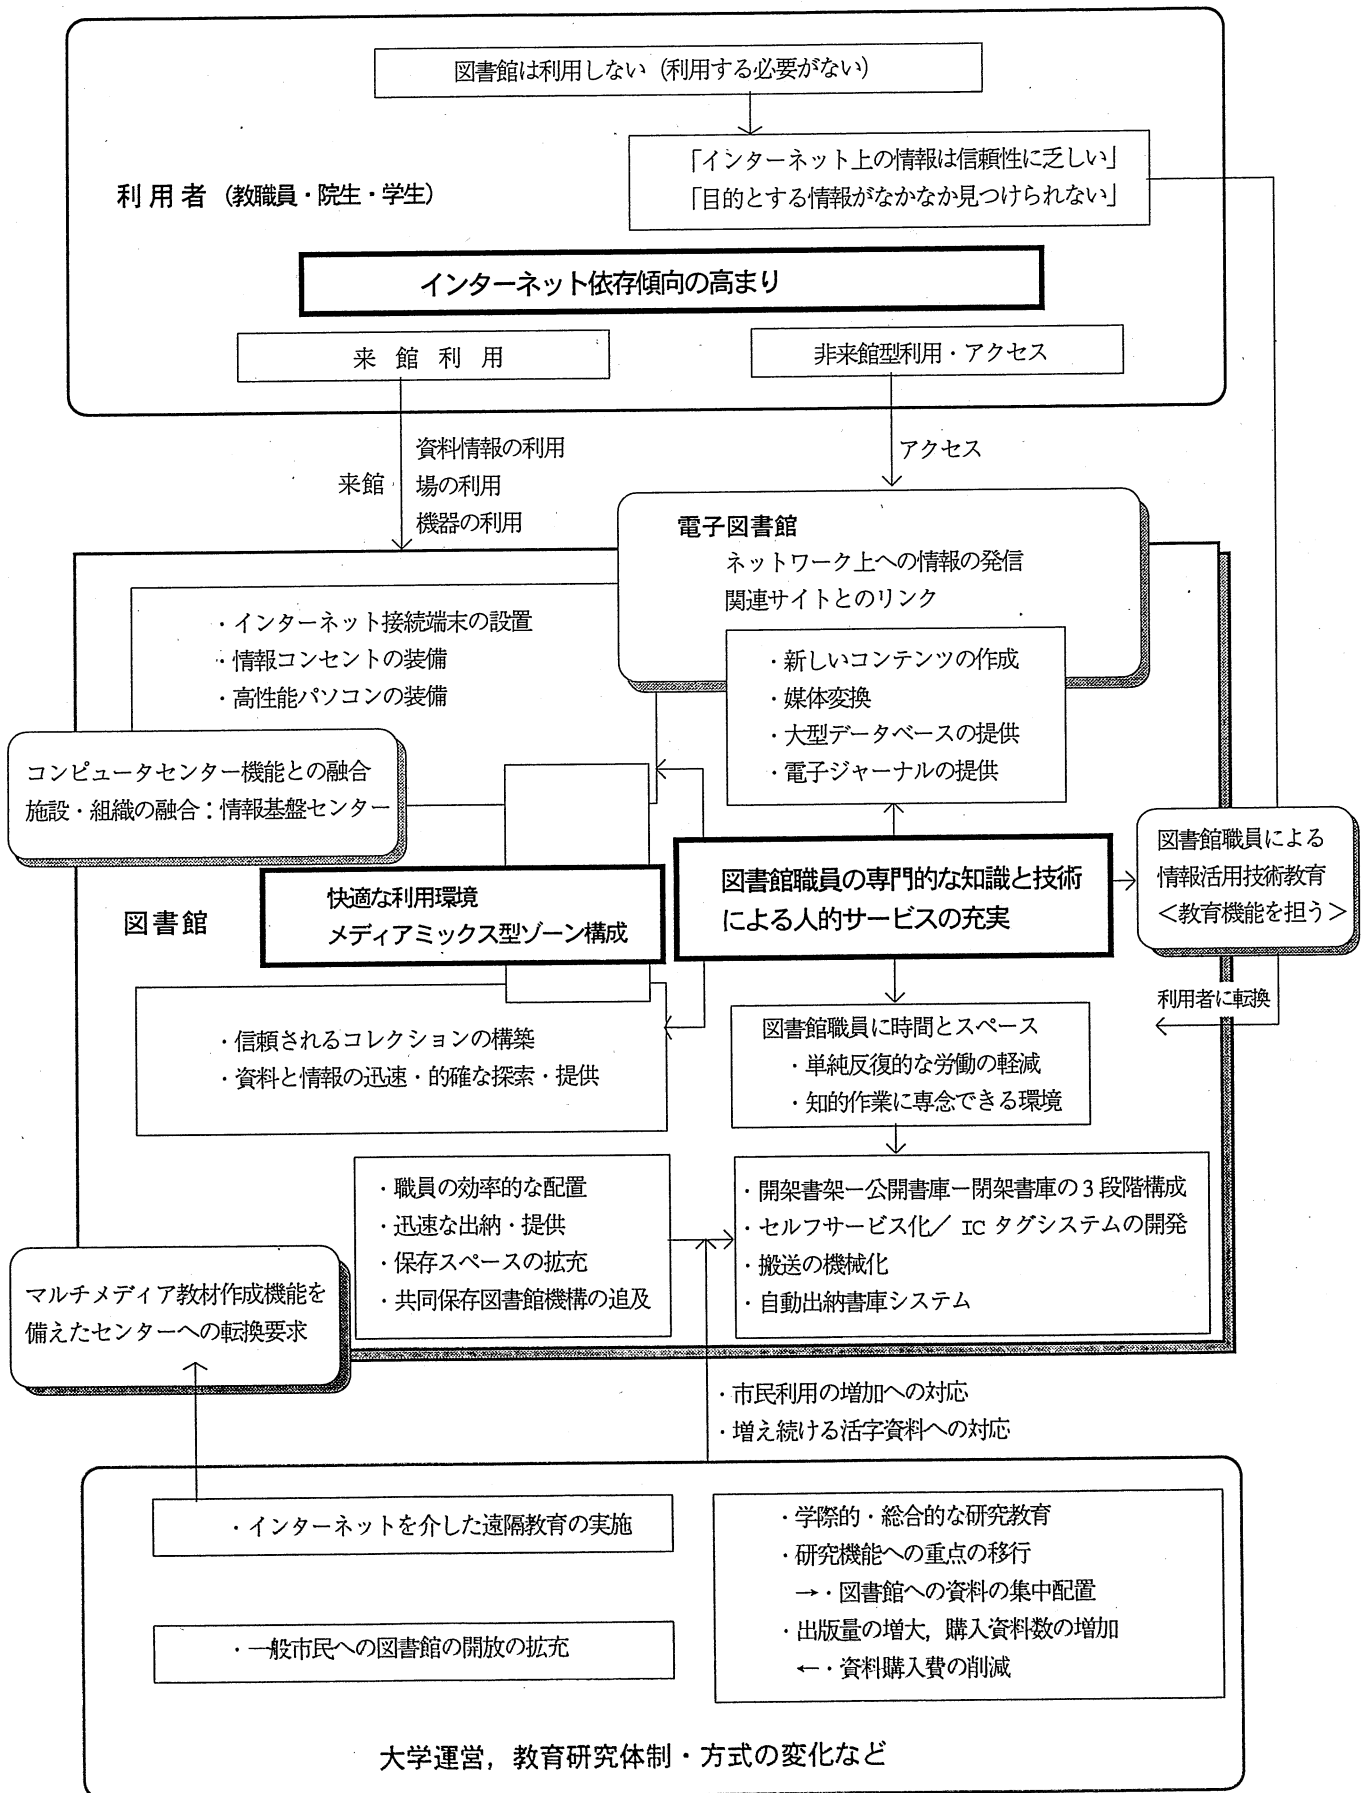 図書館は利用しない（利用する必要がない）
「インターネット上の情報は信頼性に乏しい」
「目的とする情報がなかなか見つけられない」
利用者（教職員・院生・学生）
インターネット依存傾向の高まり
来館利用
非来館型利用・アクセス
資料情報の利用
来館
場の利用
機器の利用
アクセス
電子図書館
ネットワーク上への情報の発信
関連サイトとのリンク
・新しいコンテンツの作成
・媒体変換
・大型データベースの提供
・電子ジャーナルの提供
・インターネット接続端末の設置
・情報コンセントの装備
・高性能パソコンの装備
コンピュータセンター機能との融合
施設・組織の融合：情報基盤センター
図書館
快適な利用環境
メディアミックス型ゾーン構成
図書館職員の専門的な知識と技術
による人的サービスの充実
図書館職員による
情報活用技術教育
＜教育機能を担う＞
利用者に転換
・信頼されるコレクションの構築
・資料と情報の迅速・的確な探索・提供
図書館職員に時間とスペース
・単純反復的な労働の軽減
・知的作業に専念できる環境
・職員の効率的な配置
・迅速な出納・提供
・保存スペースの拡充
・共同保存図書館機構の追及
・開架書架ー公開書庫ー閉架書庫の３段階構成
・セルフサービス化／ IC タグシステムの開発
・搬送の機械化
・自動出納書庫システム
マルチメディア教材作成機能を
備えたセンターへの転換要求
・市民利用の増加への対応
・増え続ける活字資料への対応
・インターネットを介した遠隔教育の実施
・一般市民への図書館の開放の拡充
・学際的・総合的な研究教育
・研究機能への重点の移行
→・図書館への資料の集中配置
・出版量の増大，購入資料数の増加
←・資料購入費の削減
大学運営，教育研究体制・方式の変化など